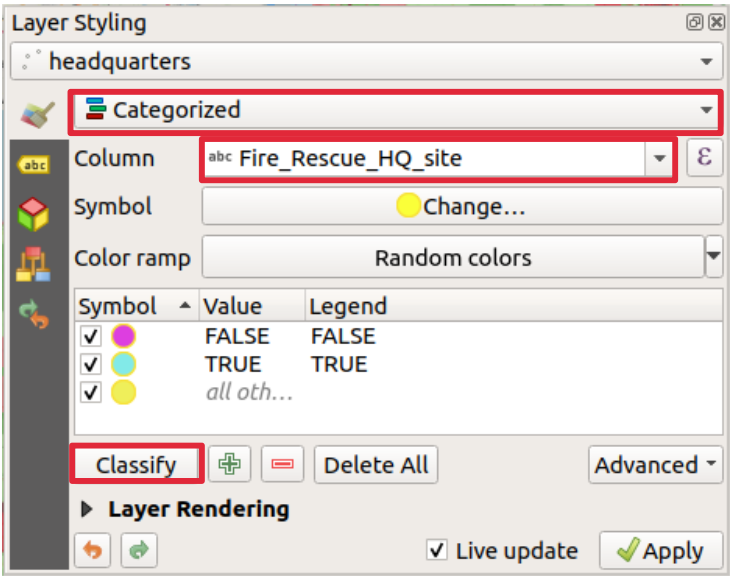 Layer Styling
headquarters
Categorized
abc
Column
abc Fire_Rescue_HQ_site
ε
Symbol
Change...
Color ramp
Random colors
Symbol Value Legend
FALSE FALSE
TRUE TRUE
all oth...
Classify
Delete All
Advanced
Layer Rendering
Live update
Apply